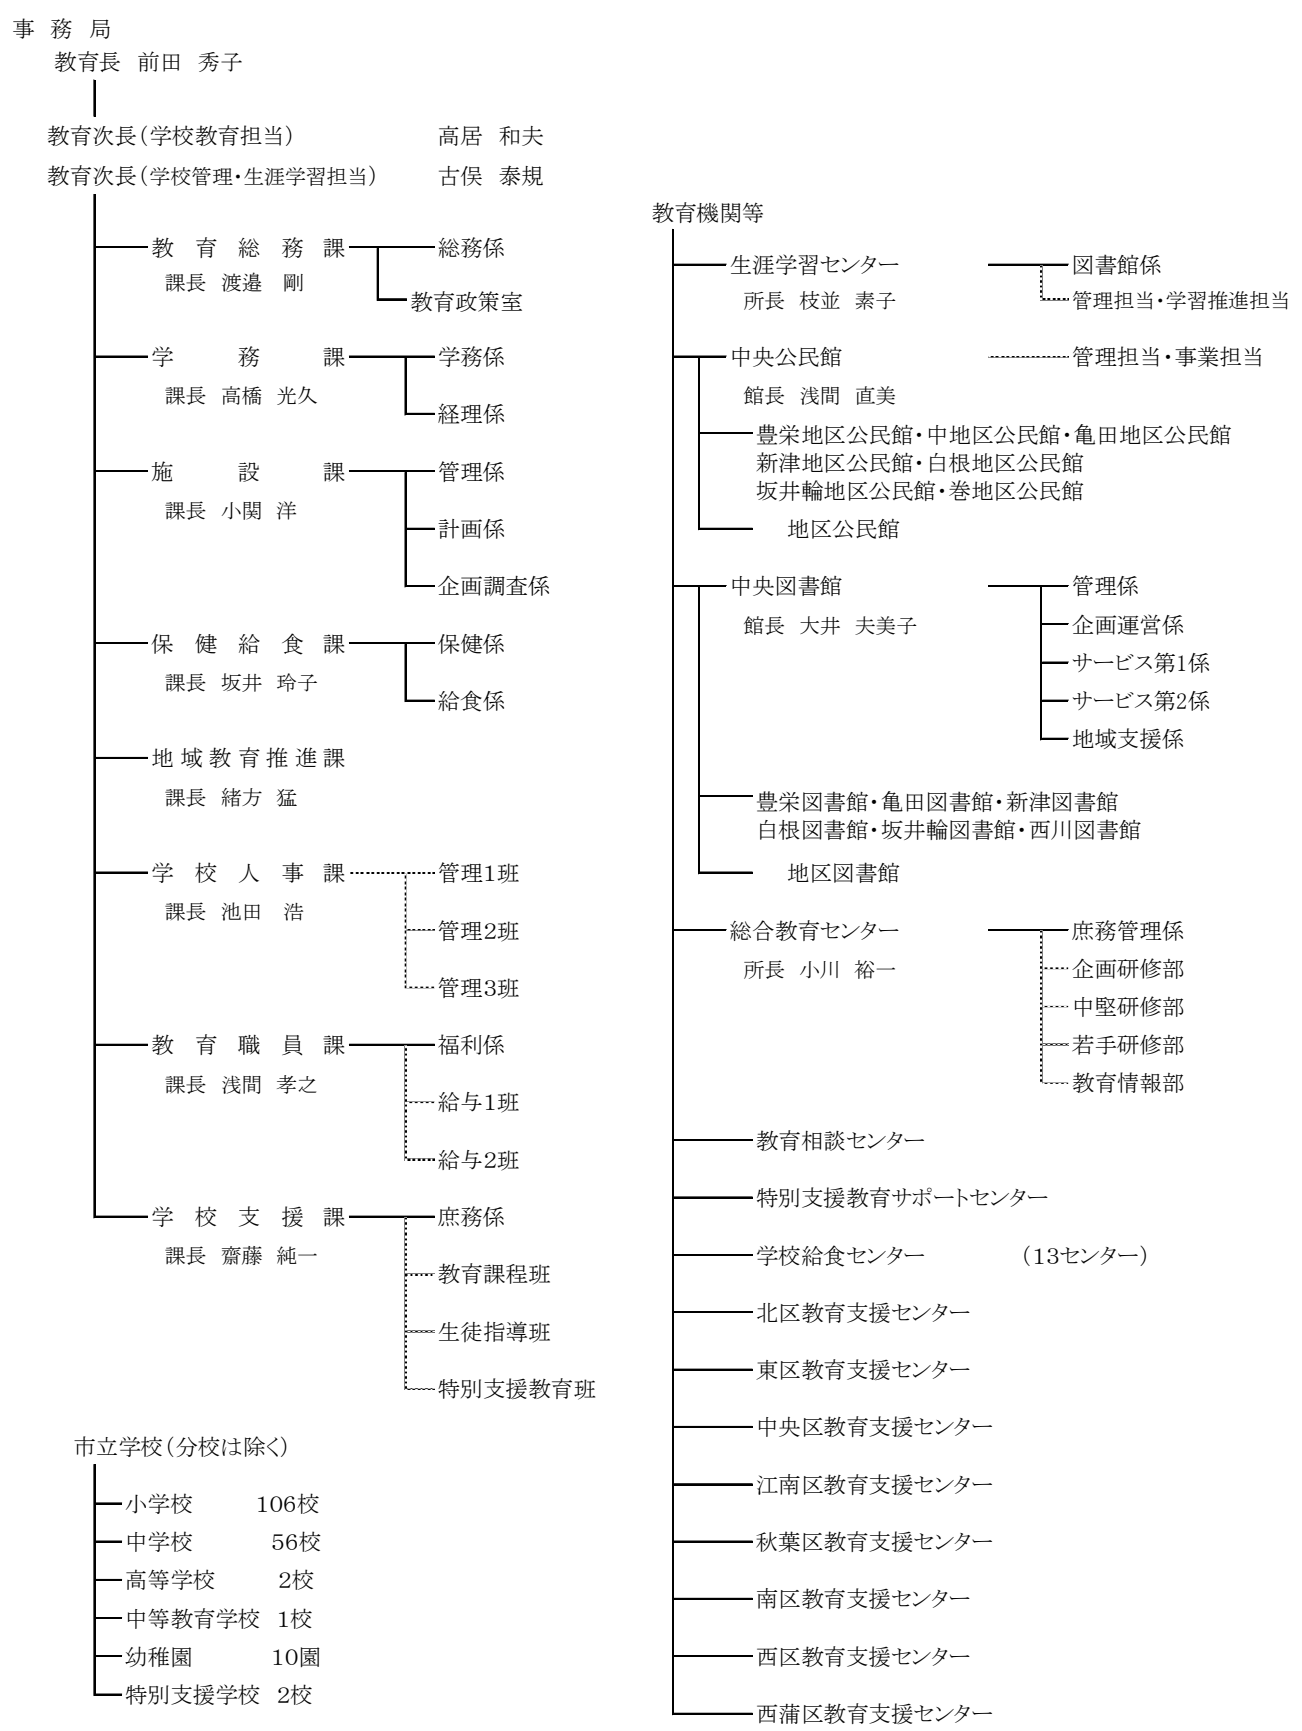 事 務 局
教育長 前田 秀子
教育次長(学校教育担当) 高居 和夫
教育次長(学校管理・生涯学習担当) 古俣 泰規
教 育 総 務 課 総務係
課長 渡邉 剛
教育政策室
学 務 課 学務係
課長 高橋 光久
経理係
施 設 課 管理係
課長 小関 洋
計画係
企画調査係
保 健 給 食 課 保健係
課長 坂井 玲子
給食係
地 域 教 育 推 進 課
課長 緒方 猛
学 校 人 事 課 管理1班
課長 池田 浩
管理2班
管理3班
教 育 職 員 課 福利係
課長 浅間 孝之
給与1班
給与2班
学 校 支 援 課 庶務係
課長 齋藤 純一
教育課程班
生徒指導班
特別支援教育班
市立学校(分校は除く)
小学校 106校
中学校 56校
高等学校 2校
中等教育学校 1校
幼稚園 10園
特別支援学校 2校
教育機関等
生涯学習センター 図書館係
所長 枝並 素子 管理担当・学習推進担当
中央公民館 管理担当・事業担当
館長 浅間 直美
豊栄地区公民館・中地区公民館・亀田地区公民館
新津地区公民館・白根地区公民館
坂井輪地区公民館・巻地区公民館
地区公民館
中央図書館 管理係
館長 大井 夫美子 企画運営係
サービス第1係
サービス第2係
地域支援係
豊栄図書館・亀田図書館・新津図書館
白根図書館・坂井輪図書館・西川図書館
地区図書館
総合教育センター 庶務管理係
所長 小川 裕一 企画研修部
中堅研修部
若手研修部
教育情報部
教育相談センター
特別支援教育サポートセンター
学校給食センター (13センター)
北区教育支援センター
東区教育支援センター
中央区教育支援センター
江南区教育支援センター
秋葉区教育支援センター
南区教育支援センター
西区教育支援センター
西蒲区教育支援センター